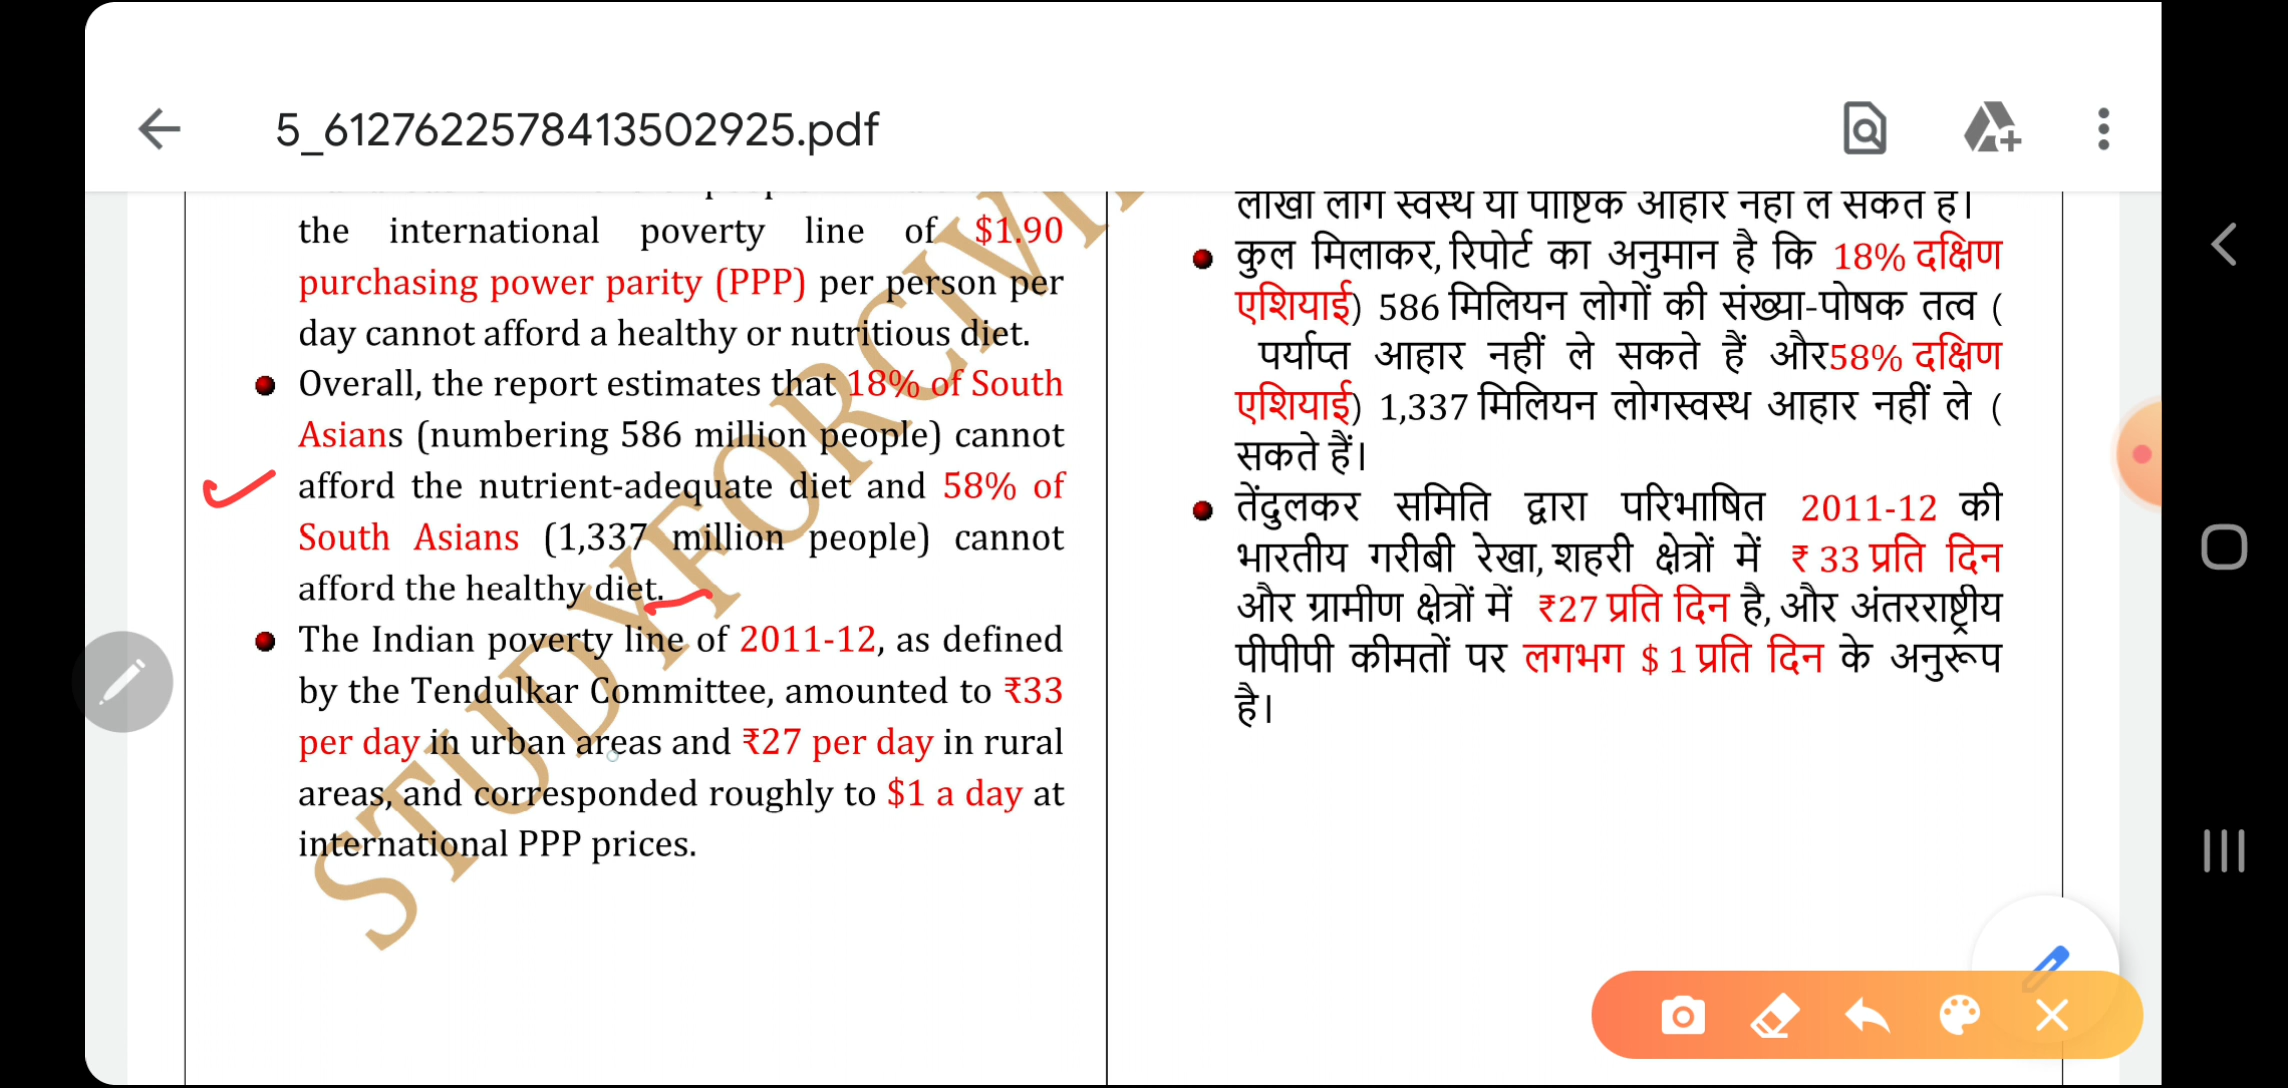 5_6127622578413502925.pdf
the international poverty line of $1.90
purchasing power parity (PPP) per person per
day cannot afford a healthy or nutritious diet.
Overall, the report estimates that 18% of South
Asians (numbering 586 million people) cannot
afford the nutrient-adequate diet and 58% of
South Asians (1,337 million people) cannot
afford the healthy diet.
The Indian poverty line of 2011-12, as defined
by the Tendulkar Committee, amounted to ₹33
per day in urban areas and ₹27 per day in rural
areas, and corresponded roughly to $1 a day at
international PPP prices.
लाखों लोग स्वस्थ या पौष्टिक आहार नहीं ले सकते हैं।
कुल मिलाकर, रिपोर्ट का अनुमान है कि 18% दक्षिण
एशियाई) 586 मिलियन लोगों की संख्या-पोषक तत्व (
पर्याप्त आहार नहीं ले सकते हैं और58% दक्षिण
एशियाई) 1,337 मिलियन लोगस्वस्थ आहार नहीं ले (
सकते हैं।
तेंदुलकर समिति द्वारा परिभाषित 2011-12 की
भारतीय गरीबी रेखा, शहरी क्षेत्रों में ₹ 33 प्रति दिन
और ग्रामीण क्षेत्रों में ₹27 प्रति दिन है, और अंतरराष्ट्रीय
पीपीपी कीमतों पर लगभग $ 1 प्रति दिन के अनुरूप
है।
STUDYFORCIVI